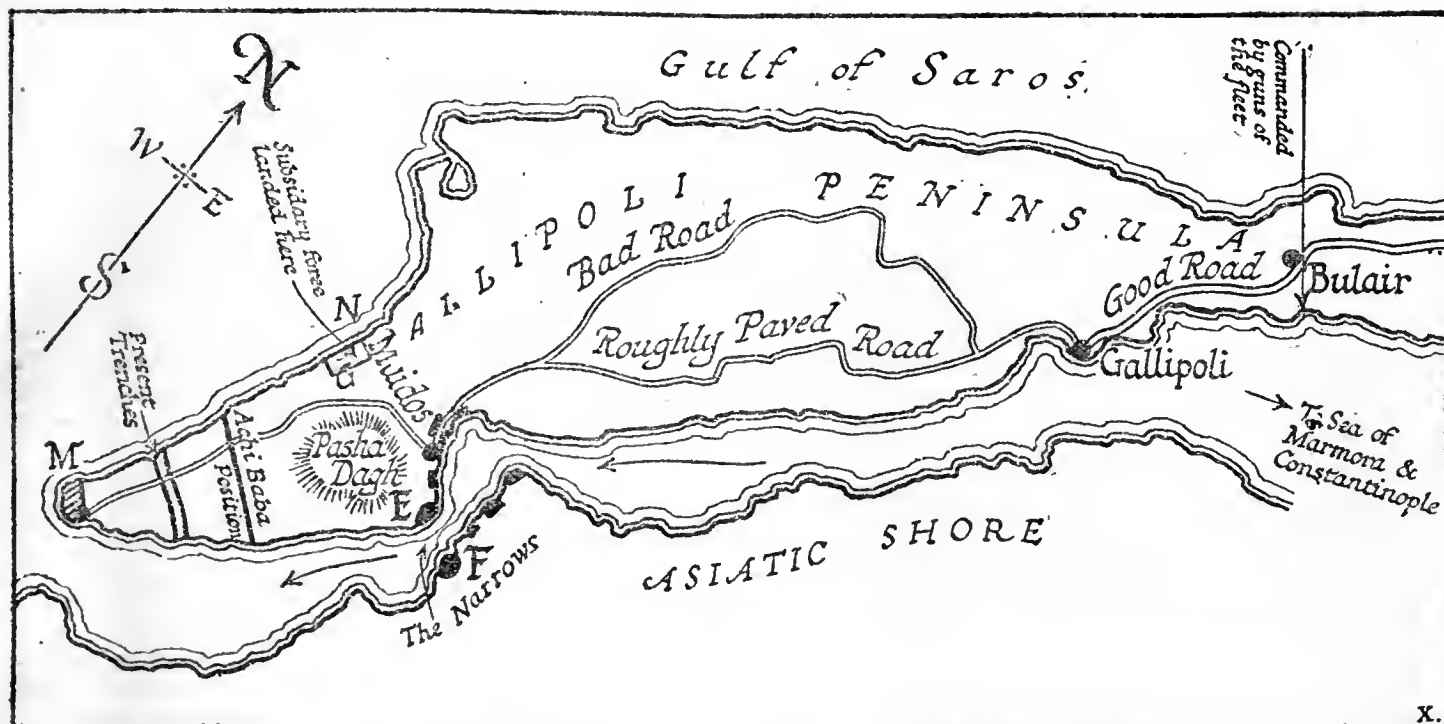 Gulf of Saros.
Commanded
by guns of
the fleet.
N
W
E
S
Subsidary force
landed here
GALLIPOLI PENINSULA
Bad Road
Good Road
Bulair
N
Maidos
Roughly Paved Road
Gallipoli
Present
Trenches
To Sea of
Marmora &
Constantinople
M
Achi Baba
position
Pasha
Dagh
E
F
The Narrows
ASIATIC SHORE
X.